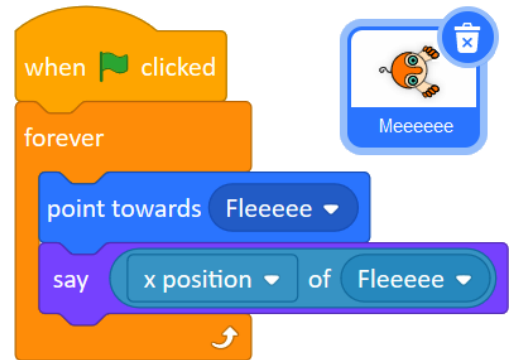 when clicked
forever
point towards Fleeeee
say x position of Fleeeee
Meeeeee